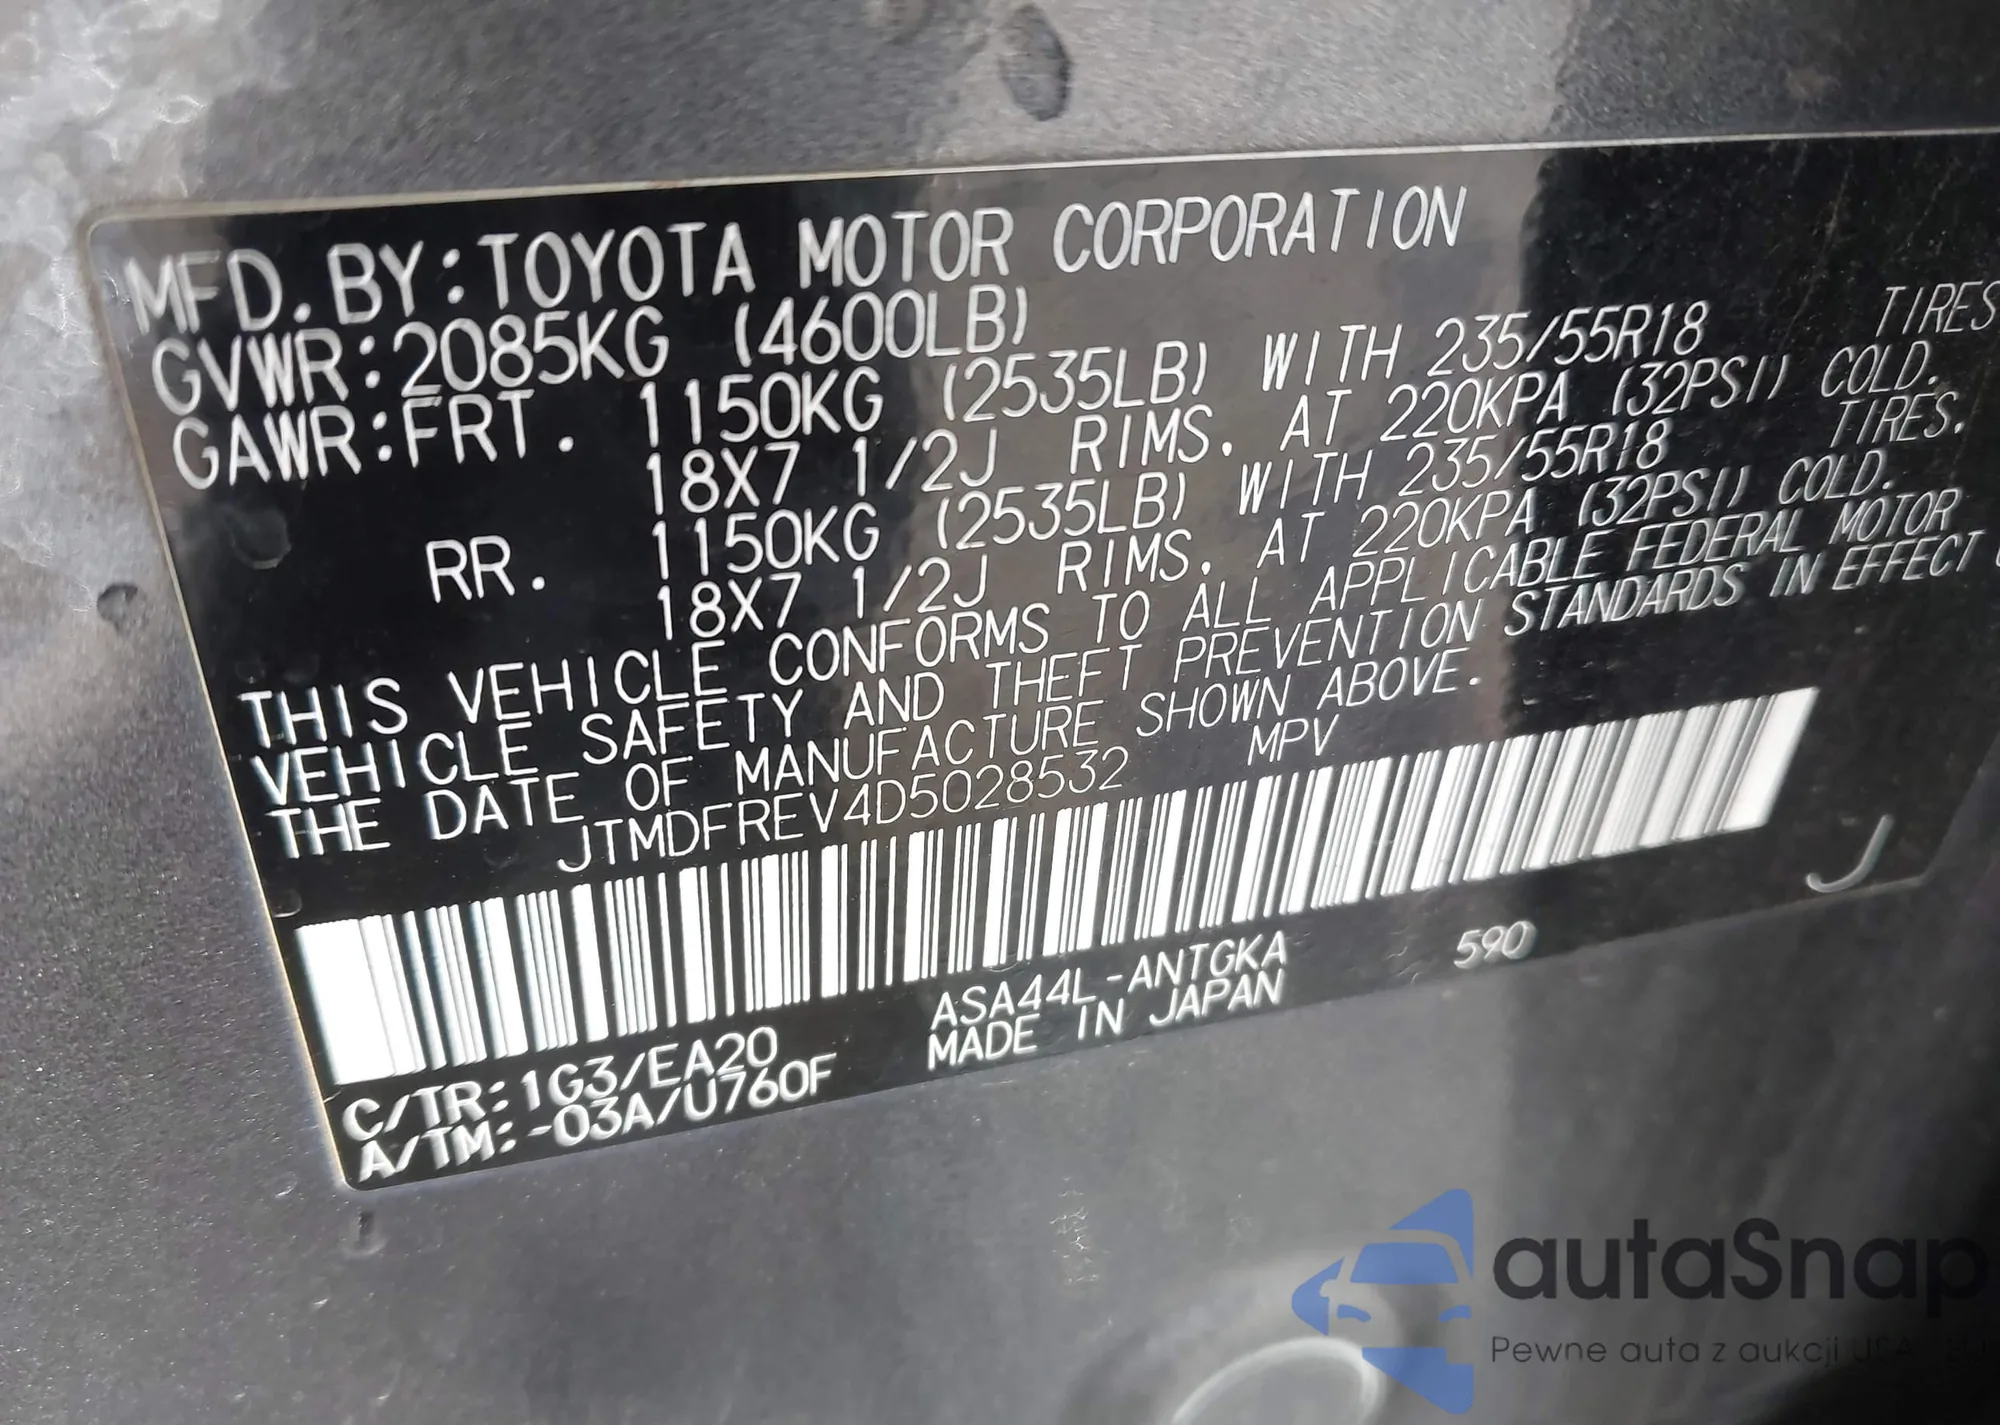 MFD.BY:TOYOTA MOTOR CORPORATION
GVWR:2085KG (4600LB)
GAWR:FRT. 1150KG (2535LB) WITH 235/55R18 TIRES
18X7 1/2J RIMS, AT 220KPA (32PSI) COLD.
RR. 1150KG (2535LB) WITH 235/55R18 TIRES.
18X7 1/2J RIMS, AT 220KPA (32PSI) COLD.
THIS VEHICLE CONFORMS TO ALL APPLICABLE FEDERAL MOTOR
VEHICLE SAFETY AND THEFT PREVENTION STANDARDS IN EFFECT
THE DATE OF MANUFACTURE SHOWN ABOVE.
JTMDFREV4D5028532 MPV
J
C/TR:1G3/EA20 ASA44L-ANTGKA 590
A/TM:-03A/U760F MADE IN JAPAN
autaSnap
Pewne auta z aukcji USA